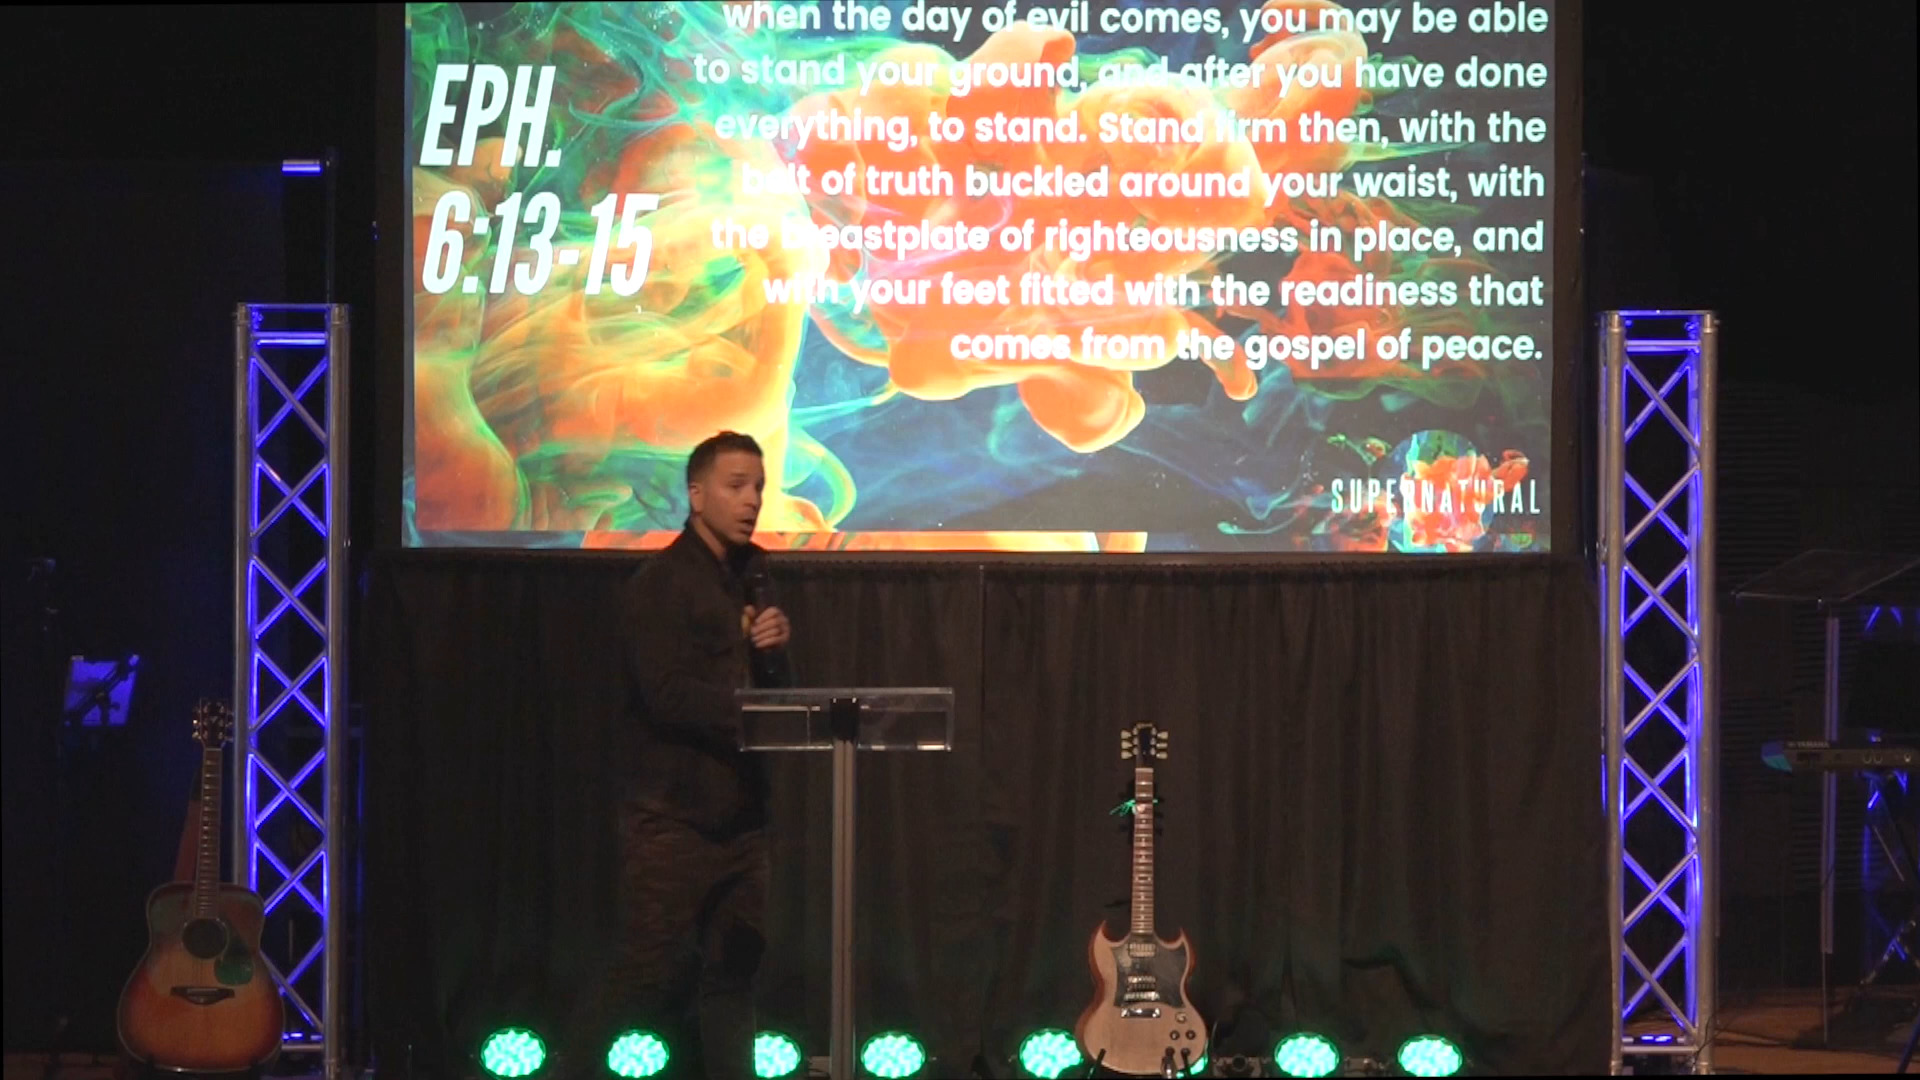 EPH.
6:13-15
when the day of evil comes, you may be able
to stand your ground, and after you have done
everything, to stand. Stand firm then, with the
belt of truth buckled around your waist, with
the breastplate of righteousness in place, and
with your feet fitted with the readiness that
comes from the gospel of peace.
SUPERNATURAL
YAMAHA